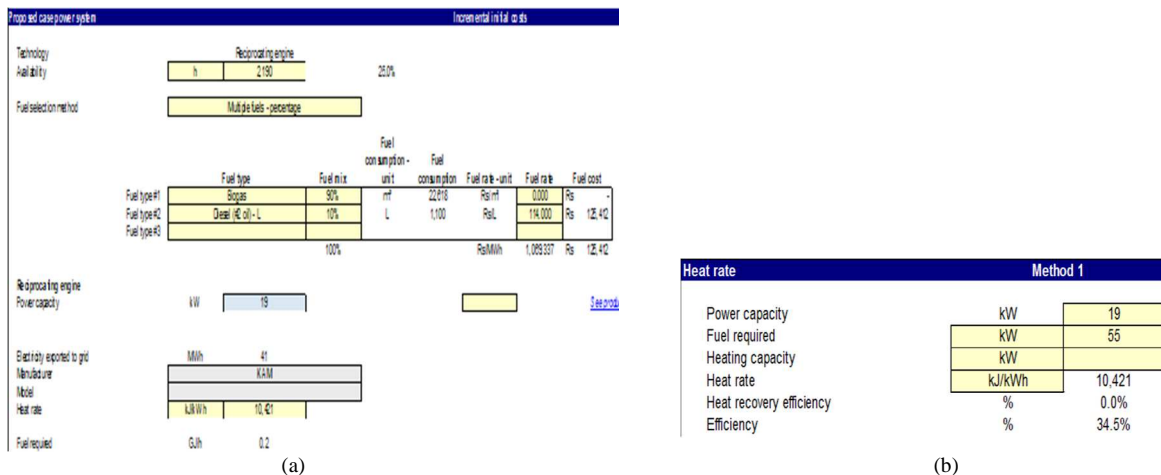 Proposed case power system Incremental initial costs
Technology Reciprocating engine
Availability h 2190 25.0%
Fuel selection method Multiple fuels - percentage
Fuel
consumption - Fuel
Fuel type Fuel mix unit consumption Fuel rate - unit Fuel rate Fuel cost
Fuel type #1 Biogas 90% m³ 22,618 Rs/m³ 0.000 Rs -
Fuel type #2 Diesel (#2 oil) - L 10% L 1,100 Rs/L 114.000 Rs 125,412
Fuel type #3
100% Rs/MWh 1,069.337 Rs 125,412
Reciprocating engine
Power capacity kW 19 See produ
Electricity exported to grid MWh 41
Manufacturer KAM
Model
Heat rate kJ/kWh 10,421
Fuel required GJ/h 0.2
(a)
Heat rate Method 1
Power capacity kW 19
Fuel required kW 55
Heating capacity kW
Heat rate kJ/kWh 10,421
Heat recovery efficiency % 0.0%
Efficiency % 34.5%
(b)